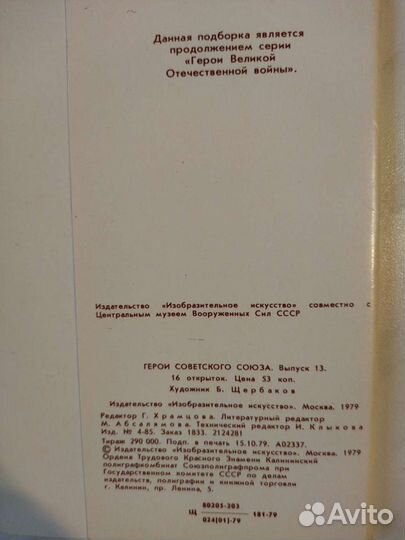 Данная подборка является
продолжением серии
«Герои Великой
Отечественной войны».
Издательство «Изобразительное искусство» совместно с
Центральным музеем Вооруженных Сил СССР
ГЕРОИ СОВЕТСКОГО СОЮЗА. Выпуск 13.
16 открыток. Цена 53 коп.
Художник Б. Щербаков
Издательство «Изобразительное искусство». Москва. 1979
Редактор Г. Храмцова. Литературный редактор
М. Абсалямова. Технический редактор И. Клыкова
Изд. № 4-85. Заказ 1833. 2124281
Тираж 290 000. Подп. в печать 15.10.79. А02337.
© Издательство «Изобразительное искусство». Москва. 1979
Ордена Трудового Красного Знамени Калининский
полиграфкомбинат Союзполиграфпрома при
Государственном комитете СССР по делам
издательств, полиграфии и книжной торговли
г. Калинин, пр. Ленина, 5.
80205-203
Щ ———— 181-79
024[01]-79
Avito